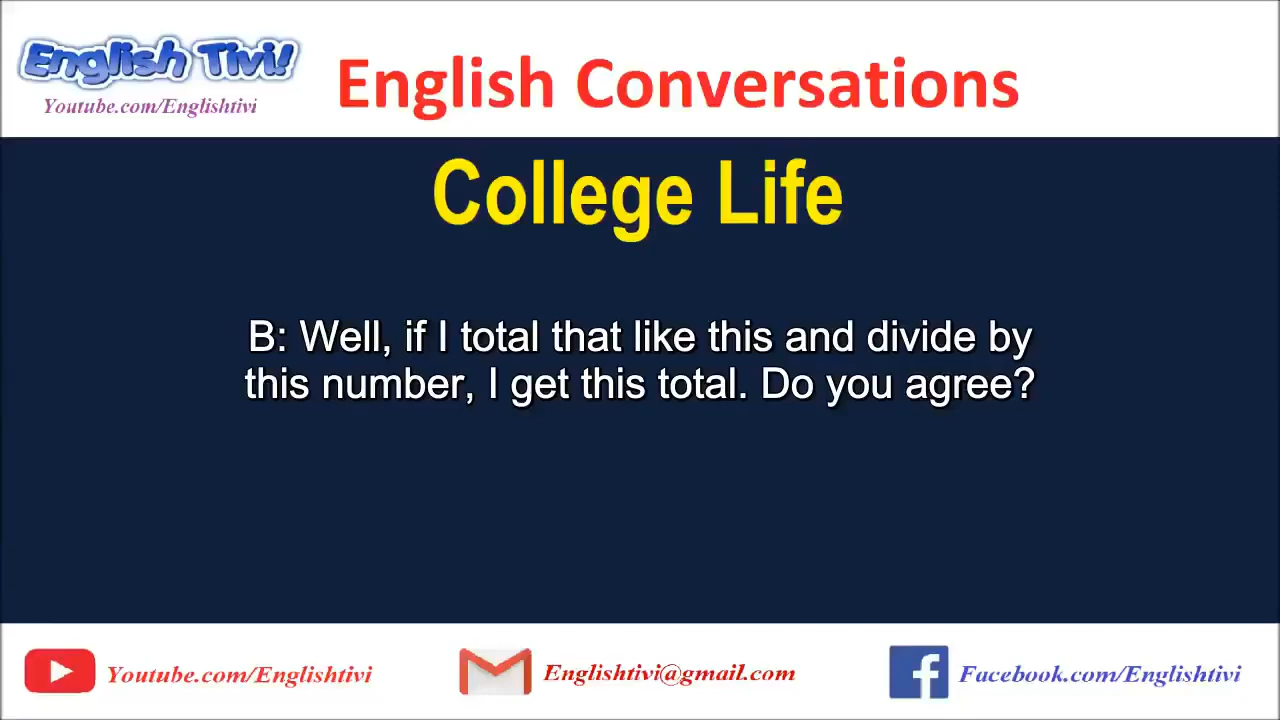 English Tivi!
Youtube.com/Englishtivi
English Conversations
College Life
B: Well, if I total that like this and divide by
this number, I get this total. Do you agree?
Youtube.com/Englishtivi
Englishtivi@gmail.com
Facebook.com/Englishtivi